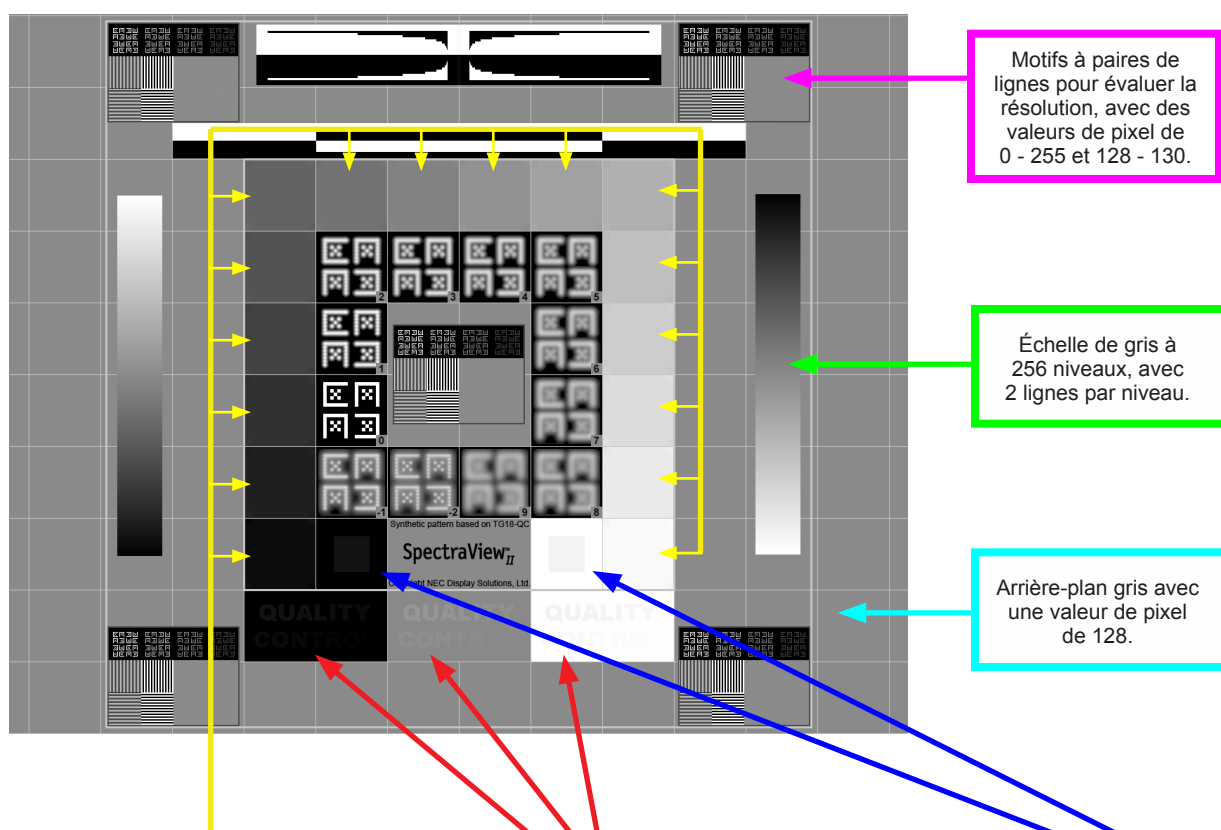 Motifs à paires de
lignes pour évaluer la
résolution, avec des
valeurs de pixel de
0 - 255 et 128 - 130.
Échelle de gris à
256 niveaux, avec
2 lignes par niveau.
2
3
4
5
1
6
0
7
-1
-2
9
8
Synthetic pattern based on TG18-QC
SpectraView II
NEC Display Solutions, Ltd.
Arrière-plan gris avec
une valeur de pixel
de 128.
QUALITY QUALITY QUALITY
CONTROL CONTROL CONTROL